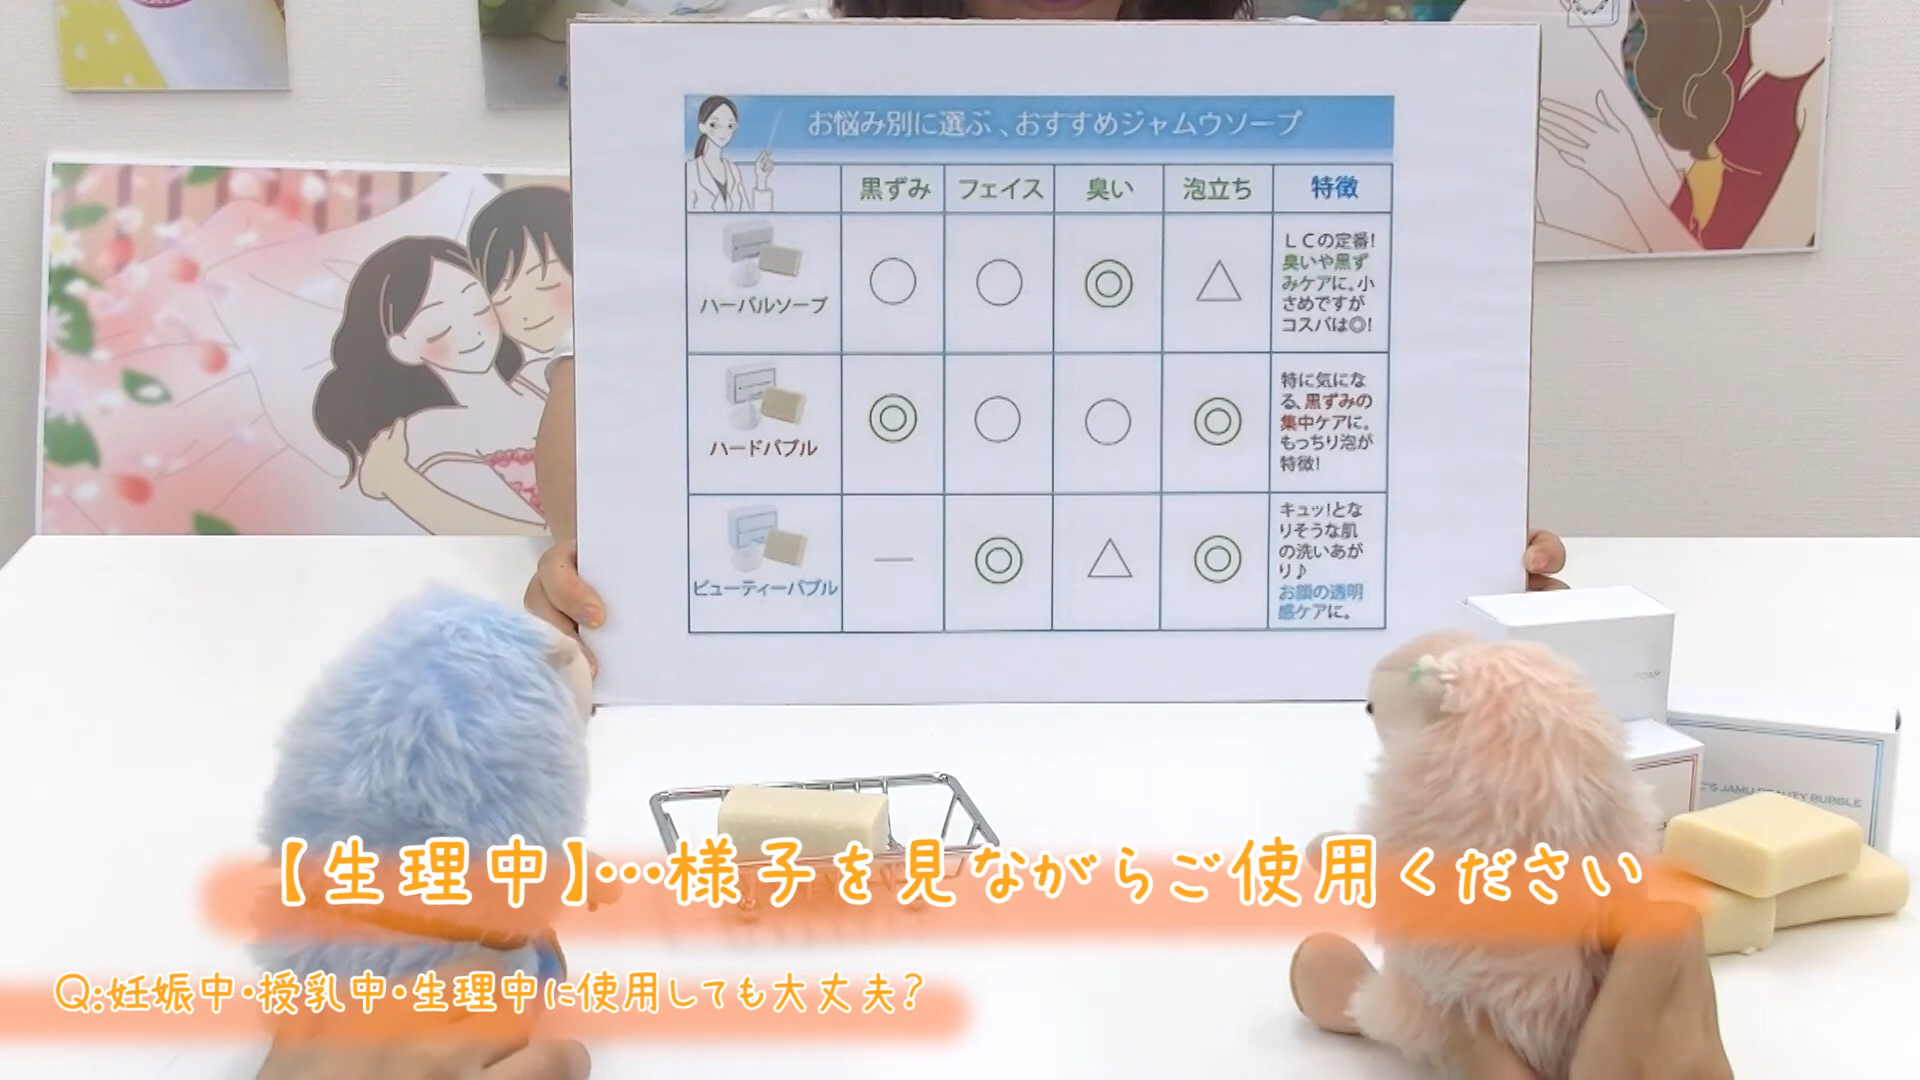 お悩み別に選ぶ、おすすめジャムウソープ
黒ずみ フェイス 臭い 泡立ち 特徴
ハーバルソープ ○ ○ ◎ △
LCの定番!
臭いや黒ず
みケアに。小
さめですが
コスパは◎!
ハードバブル ◎ ○ ○ ◎
特に気にな
る、黒ずみの
集中ケアに。
もっちり泡が
特徴!
ビューティーバブル — ◎ △ ◎
キュッ!とな
りそうな肌
の洗いあが
り♪
お顔の透明
感ケアに。
SOAP
LC'S JAMU BEAUTY BUBBLE
【生理中】…様子を見ながらご使用ください
Q:妊娠中・授乳中・生理中に使用しても大丈夫?